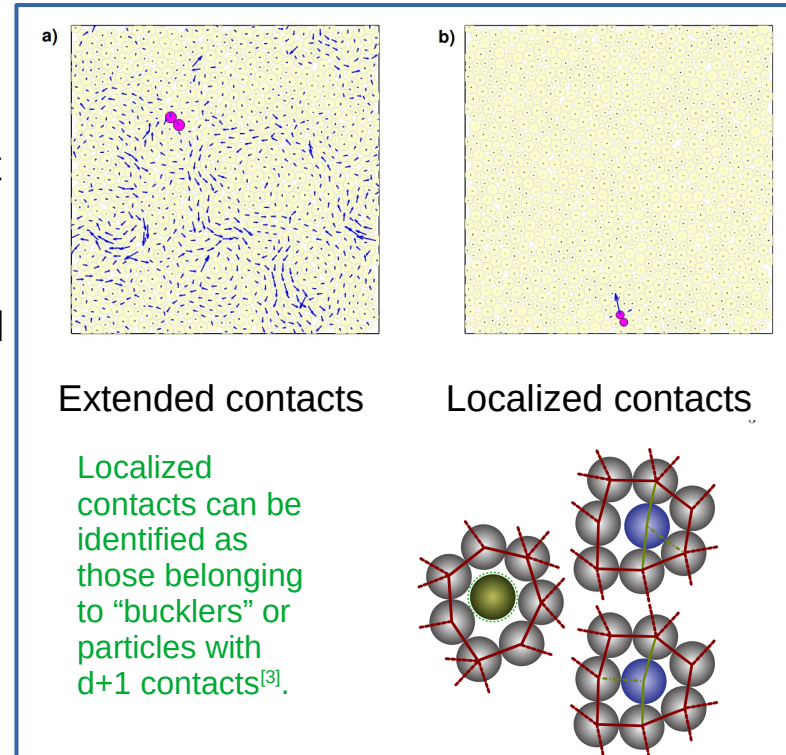 a)
b)
Extended contacts
Localized contacts
Localized
contacts can be
identified as
those belonging
to “bucklers” or
particles with
d+1 contacts[3].